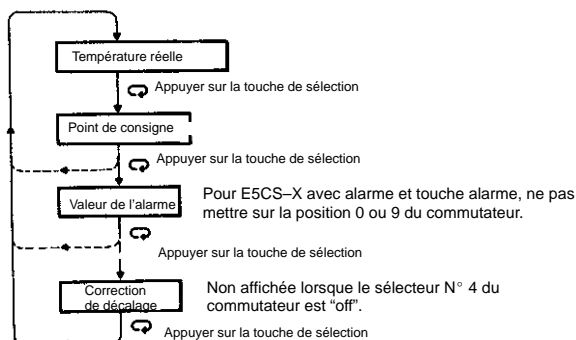 Température réelle
Appuyer sur la touche de sélection
Point de consigne
Appuyer sur la touche de sélection
Valeur de l’alarme
Pour E5CS–X avec alarme et touche alarme, ne pas
mettre sur la position 0 ou 9 du commutateur.
Appuyer sur la touche de sélection
Correction
de décalage
Non affichée lorsque le sélecteur N° 4 du
commutateur est “off”.
Appuyer sur la touche de sélection